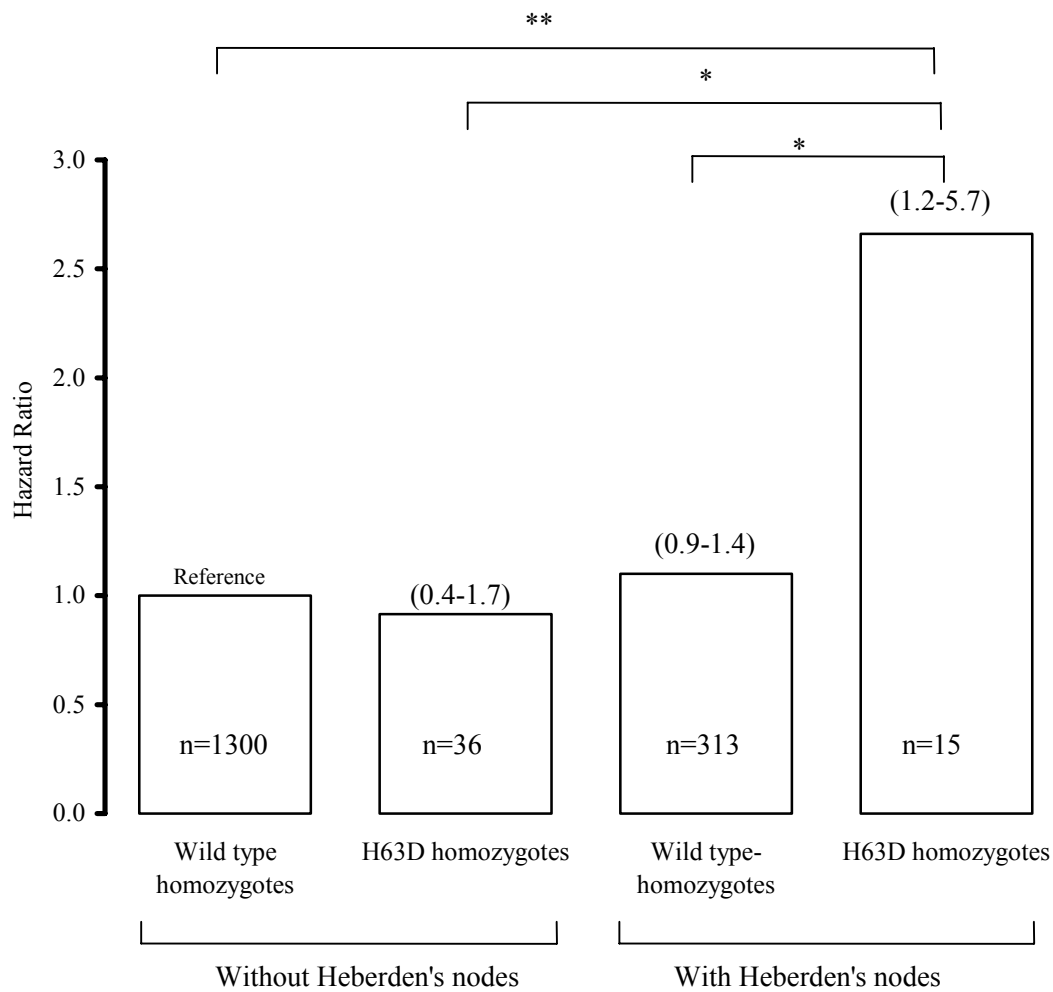 **
*
*
3.0
(1.2-5.7)
2.5
2.0
Hazard Ratio
1.5
(0.9-1.4)
Reference
(0.4-1.7)
1.0
0.5
n=1300
n=36
n=313
n=15
0.0
Wild type
homozygotes
H63D homozygotes
Wild type-
homozygotes
H63D homozygotes
Without Heberden's nodes
With Heberden's nodes